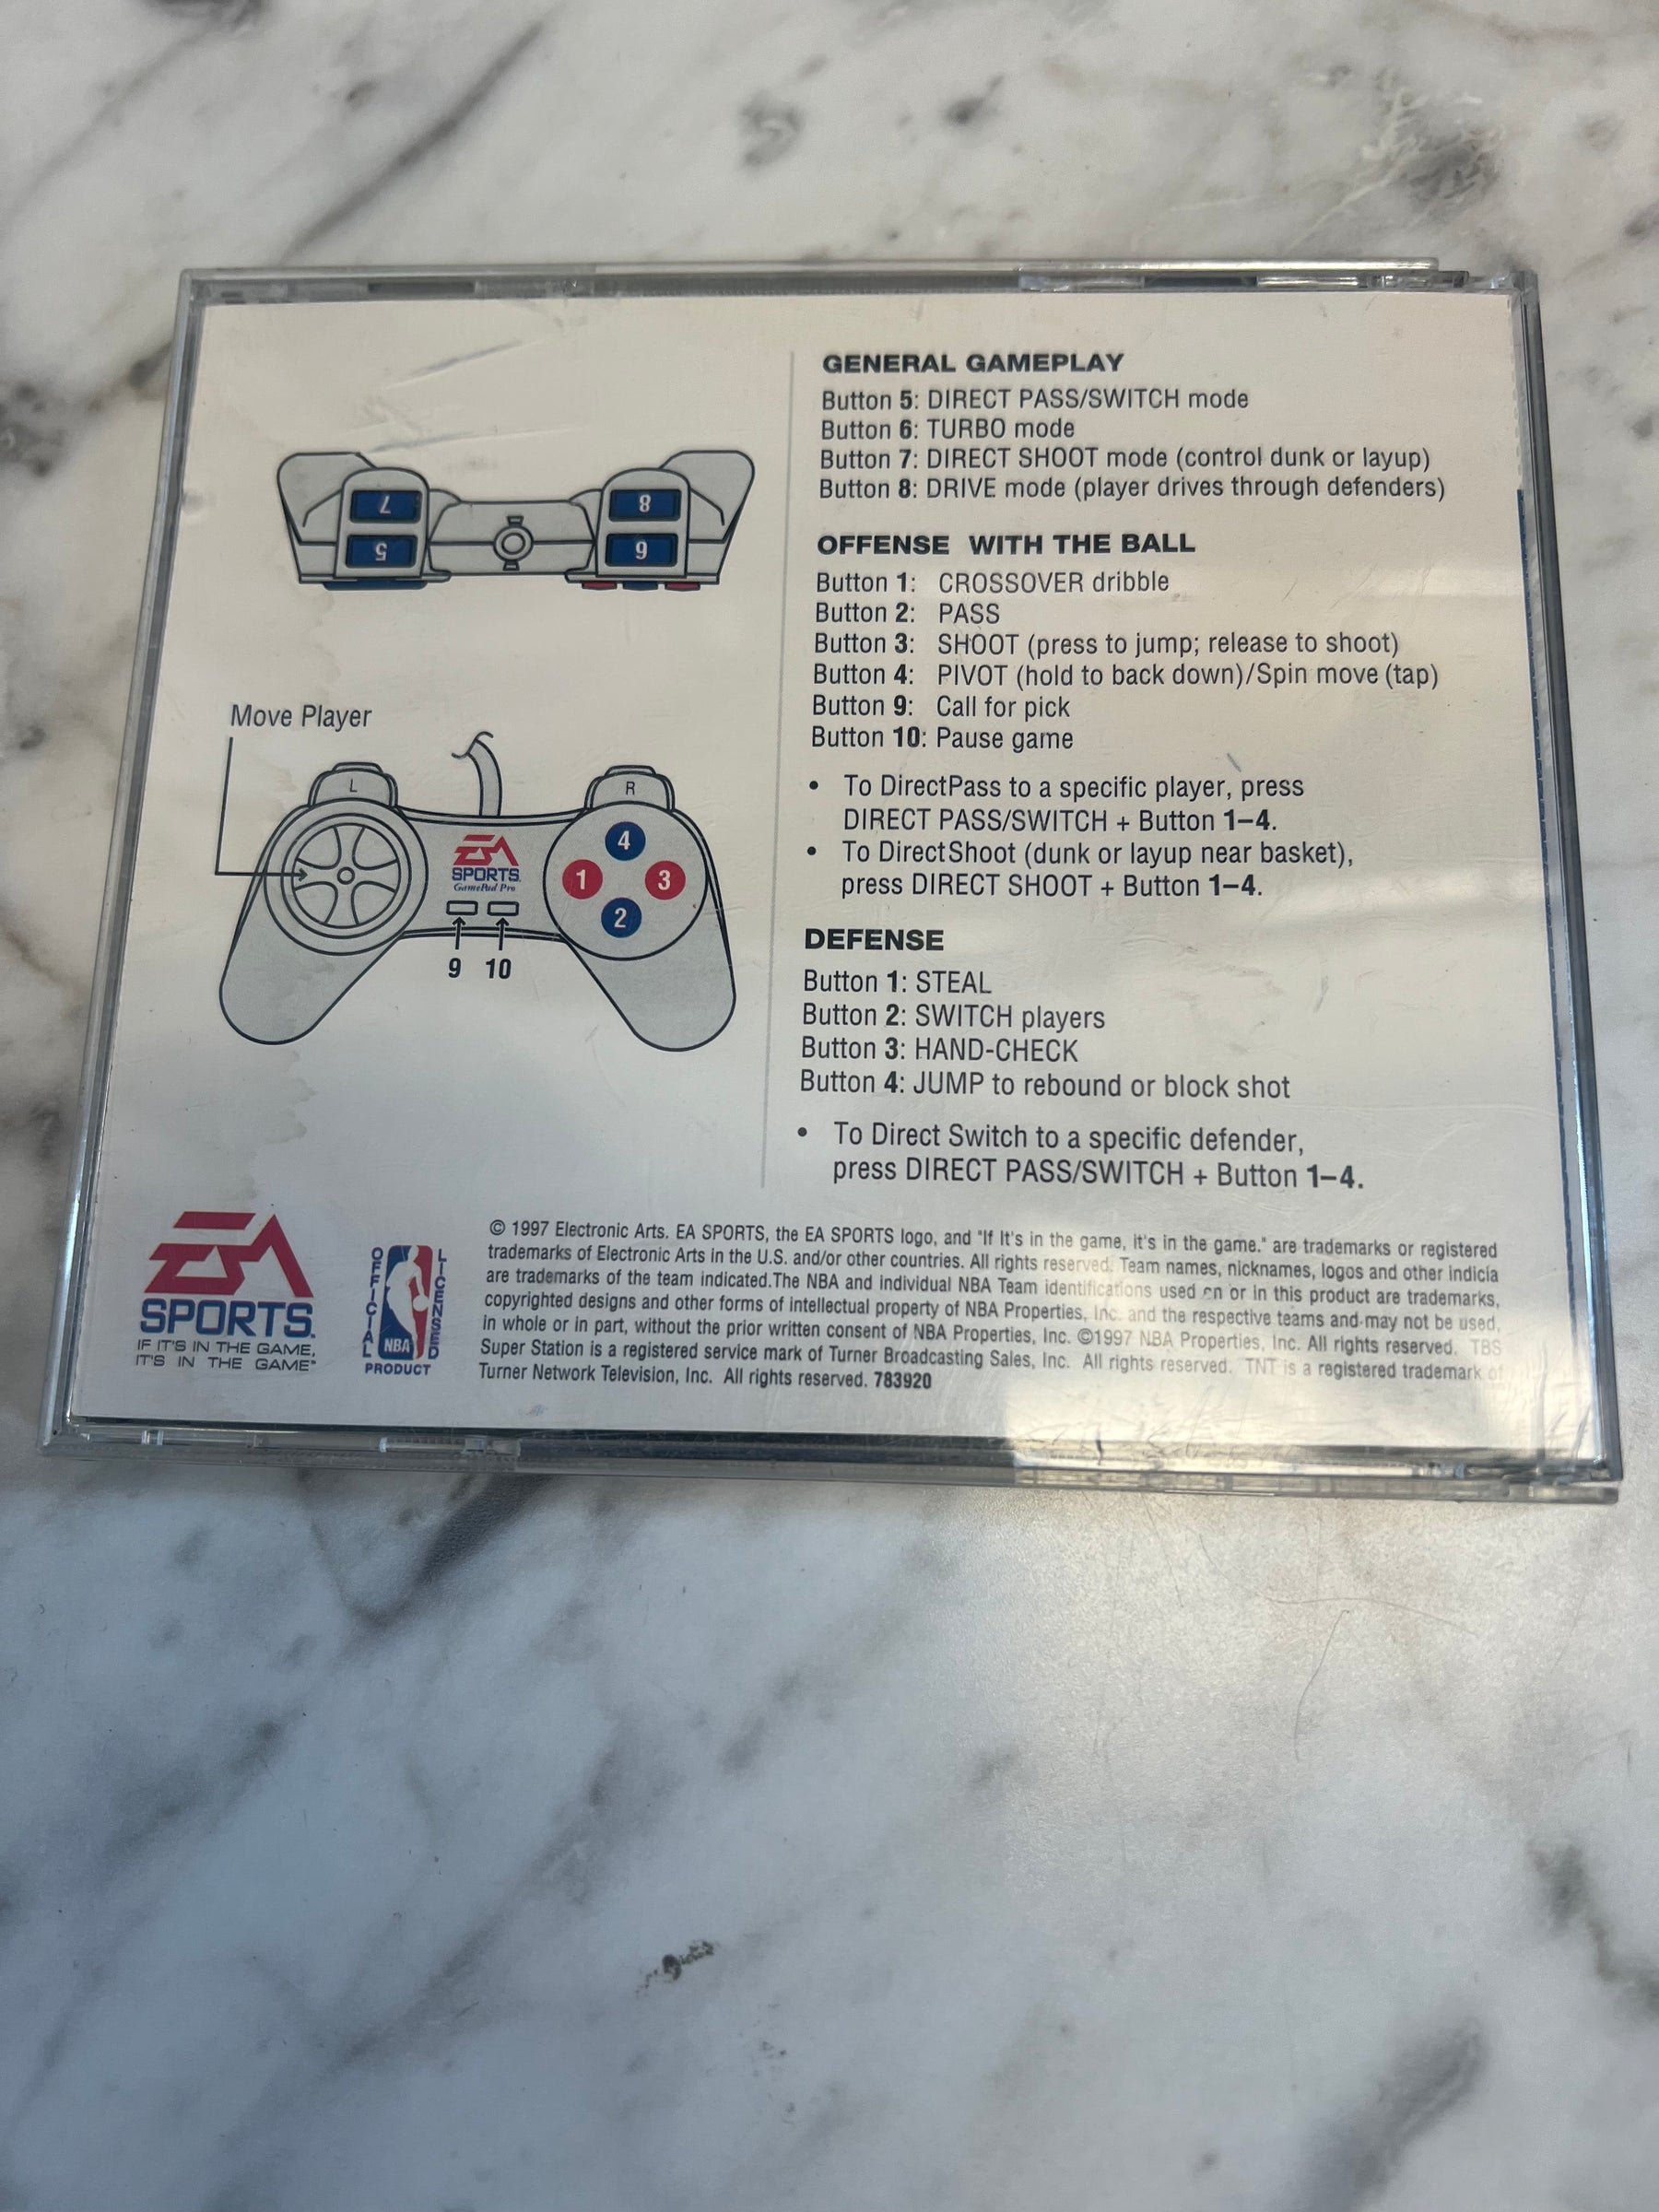 GENERAL GAMEPLAY
Button 5: DIRECT PASS/SWITCH mode
Button 6: TURBO mode
Button 7: DIRECT SHOOT mode (control dunk or layup)
Button 8: DRIVE mode (player drives through defenders)
7
8
5
6
OFFENSE WITH THE BALL
Button 1: CROSSOVER dribble
Button 2: PASS
Button 3: SHOOT (press to jump; release to shoot)
Button 4: PIVOT (hold to back down)/Spin move (tap)
Button 9: Call for pick
Button 10: Pause game
• To DirectPass to a specific player, press
DIRECT PASS/SWITCH + Button 1–4.
• To DirectShoot (dunk or layup near basket),
press DIRECT SHOOT + Button 1–4.
Move Player
L
R
EA
SPORTS
GamePad Pro
4
1
3
2
9 10
DEFENSE
Button 1: STEAL
Button 2: SWITCH players
Button 3: HAND-CHECK
Button 4: JUMP to rebound or block shot
• To Direct Switch to a specific defender,
press DIRECT PASS/SWITCH + Button 1–4.
EA
SPORTS
IF IT'S IN THE GAME,
IT'S IN THE GAME"
OFFICIAL
LICENSED
NBA
PRODUCT
© 1997 Electronic Arts. EA SPORTS, the EA SPORTS logo, and "If It's in the game, it's in the game." are trademarks or registered
trademarks of Electronic Arts in the U.S. and/or other countries. All rights reserved. Team names, nicknames, logos and other indicia
are trademarks of the team indicated.The NBA and individual NBA Team identifications used on or in this product are trademarks,
copyrighted designs and other forms of intellectual property of NBA Properties, Inc. and the respective teams and may not be used,
in whole or in part, without the prior written consent of NBA Properties, Inc. ©1997 NBA Properties, Inc. All rights reserved. TBS
Super Station is a registered service mark of Turner Broadcasting Sales, Inc. All rights reserved. TNT is a registered trademark of
Turner Network Television, Inc. All rights reserved. 783920